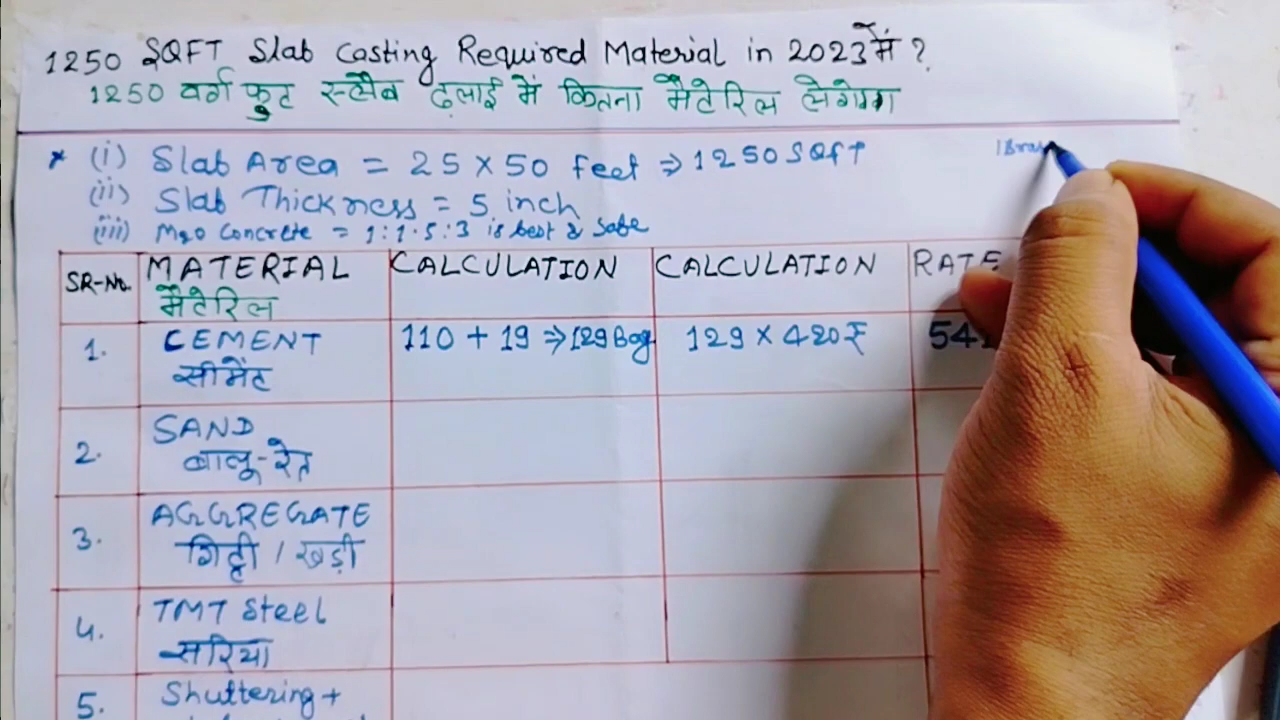 1250 SQFT Slab Casting Required Material in 2023 में ?
1250 वर्ग फुट स्लैब ढ़लाई में कितना मैटेरिल लेगेगा
* (i) Slab Area = 25 × 50 feet ⇒ 1250 SQFT
(ii) Slab Thickness = 5 inch
(iii) M20 Concrete = 1:1.5:3 is best & Safe
SR-No. MATERIAL CALCULATION CALCULATION RATE
मैटेरिल
1. CEMENT 110 + 19 ⇒ 129 Bag 129 × 420 ₹ 54
सीमेंट
2. SAND
बालू-रेत
3. AGGREGATE
गिट्टी / खड़ी
4. TMT Steel
सरिया
5. Shuttering +